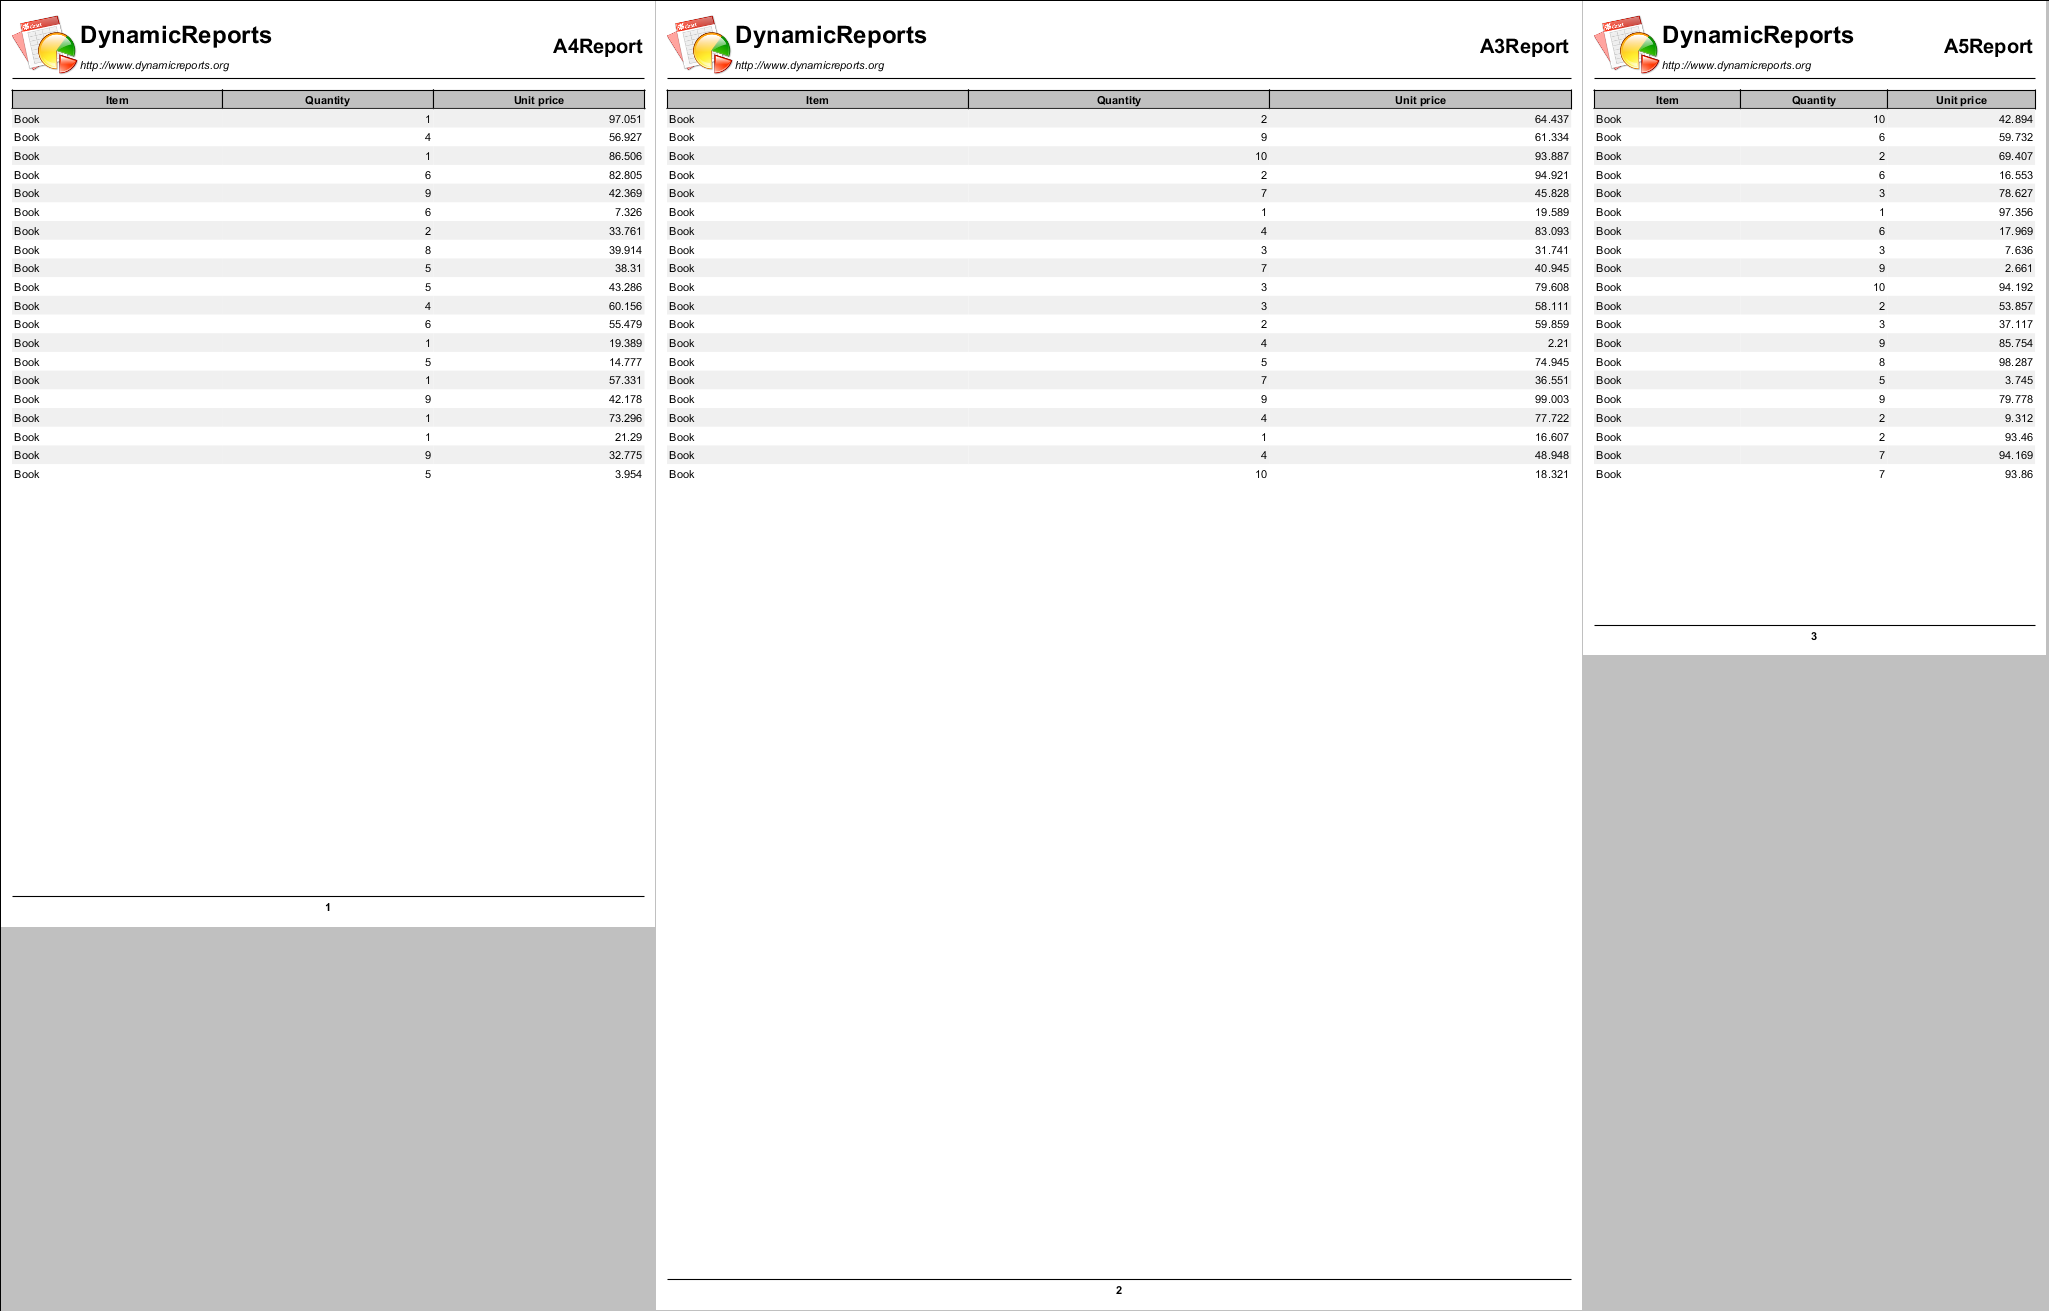 DynamicReports
A4Report
http://www.dynamicreports.org
Item Quantity Unit price
Book 1 97.051
Book 4 56.927
Book 1 86.506
Book 6 82.805
Book 9 42.369
Book 6 7.326
Book 2 33.761
Book 8 39.914
Book 5 38.31
Book 5 43.286
Book 4 60.156
Book 6 55.479
Book 1 19.389
Book 5 14.777
Book 1 57.331
Book 9 42.178
Book 1 73.296
Book 1 21.29
Book 9 32.775
Book 5 3.954
1
DynamicReports
A3Report
http://www.dynamicreports.org
Item Quantity Unit price
Book 2 64.437
Book 9 61.334
Book 10 93.887
Book 2 94.921
Book 7 45.828
Book 1 19.589
Book 4 83.093
Book 3 31.741
Book 7 40.945
Book 3 79.608
Book 3 58.111
Book 2 59.859
Book 4 2.21
Book 5 74.945
Book 7 36.551
Book 9 99.003
Book 4 77.722
Book 1 16.607
Book 4 48.948
Book 10 18.321
2
DynamicReports
A5Report
http://www.dynamicreports.org
Item Quantity Unit price
Book 10 42.894
Book 6 59.732
Book 2 69.407
Book 6 16.553
Book 3 78.627
Book 1 97.356
Book 6 17.969
Book 3 7.636
Book 9 2.661
Book 10 94.192
Book 2 53.857
Book 3 37.117
Book 9 85.754
Book 8 98.287
Book 5 3.745
Book 9 79.778
Book 2 9.312
Book 2 93.46
Book 7 94.169
Book 7 93.86
3